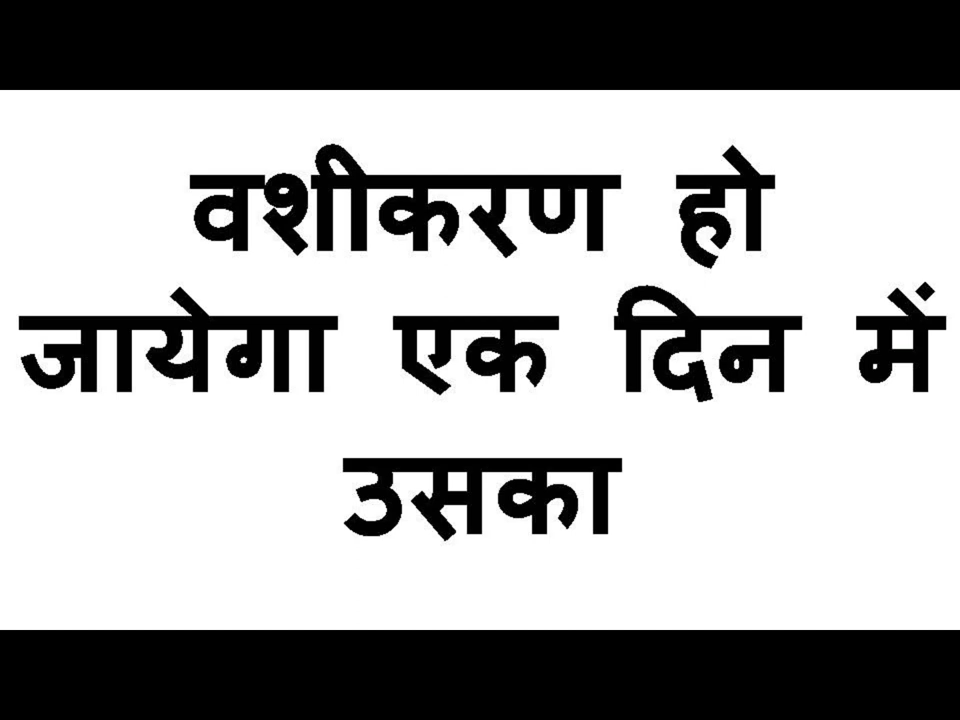 वशीकरण हो
जायेगा एक दिन में
उसका